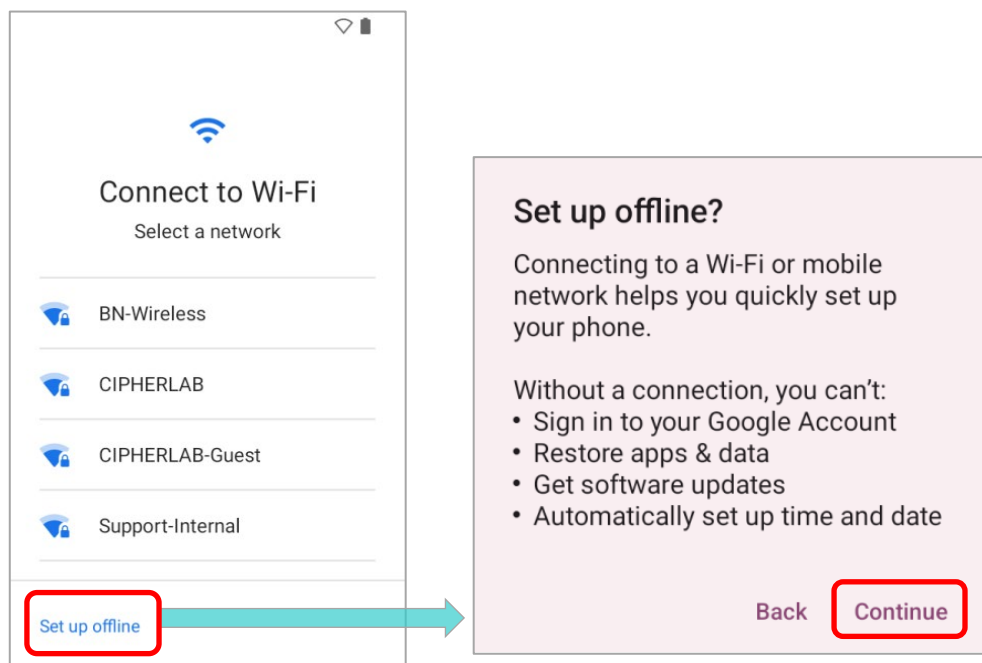 Connect to Wi-Fi
Select a network
BN-Wireless
CIPHERLAB
CIPHERLAB-Guest
Support-Internal
Set up offline
Set up offline?
Connecting to a Wi-Fi or mobile
network helps you quickly set up
your phone.
Without a connection, you can’t:
• Sign in to your Google Account
• Restore apps & data
• Get software updates
• Automatically set up time and date
Back Continue